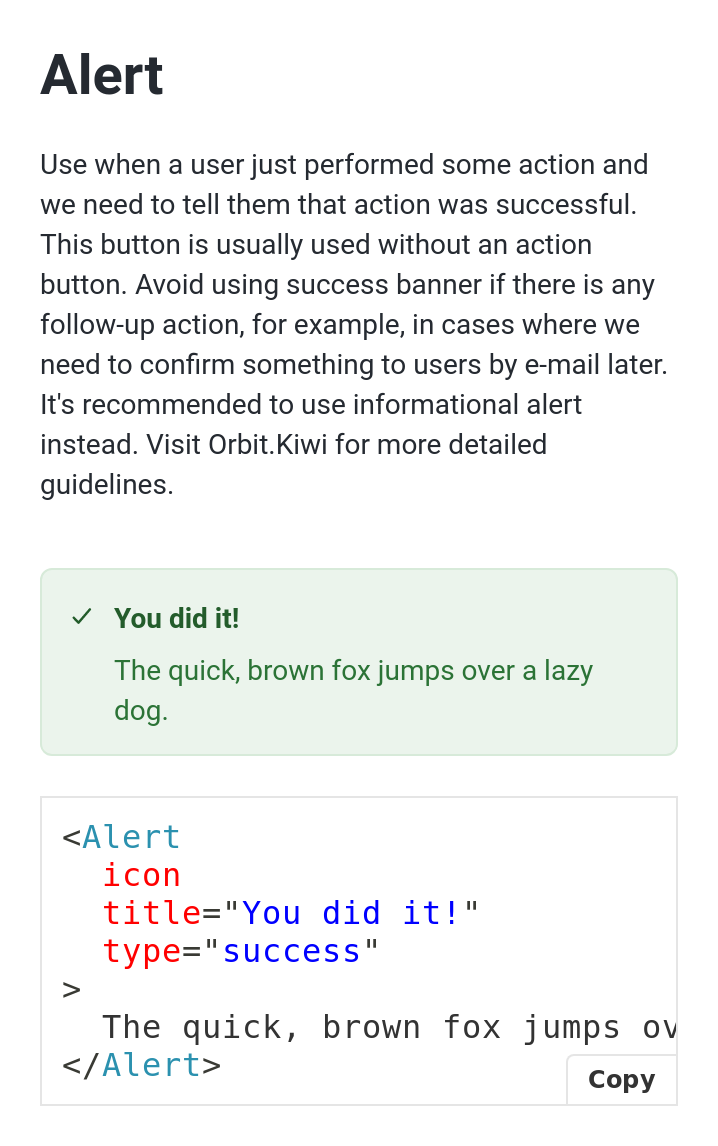 Alert
Use when a user just performed some action and
we need to tell them that action was successful.
This button is usually used without an action
button. Avoid using success banner if there is any
follow-up action, for example, in cases where we
need to confirm something to users by e-mail later.
It's recommended to use informational alert
instead. Visit Orbit.Kiwi for more detailed
guidelines.
You did it!
The quick, brown fox jumps over a lazy
dog.
<Alert
  icon
  title="You did it!"
  type="success"
>
  The quick, brown fox jumps ov
</Alert>
Copy